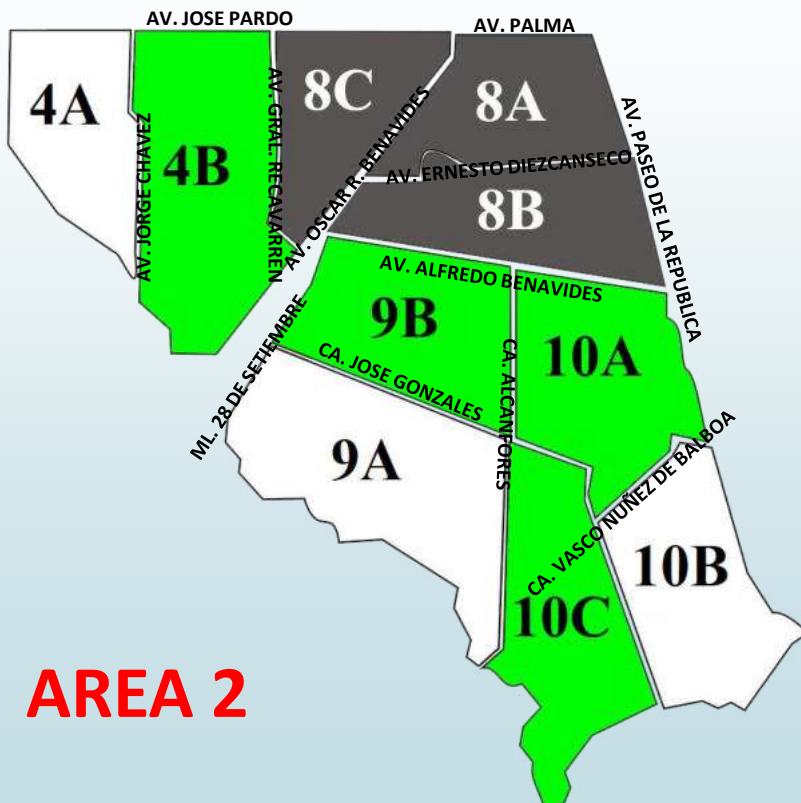 AV. JOSE PARDO
AV. PALMA
4A
AV. JORGE CHAVEZ
4B
AV. GRAL. RECAVARREN
8C
AV. OSCAR R. BENAVIDES
8A
AV. ERNESTO DIEZCANSECO
8B
AV. PASEO DE LA REPUBLICA
AV. ALFREDO BENAVIDES
ML. 28 DE SETIEMBRE
9B
CA. JOSE GONZALES
CA. ALCANFORES
10A
9A
CA. VASCO NUÑEZ DE BALBOA
10B
10C
AREA 2